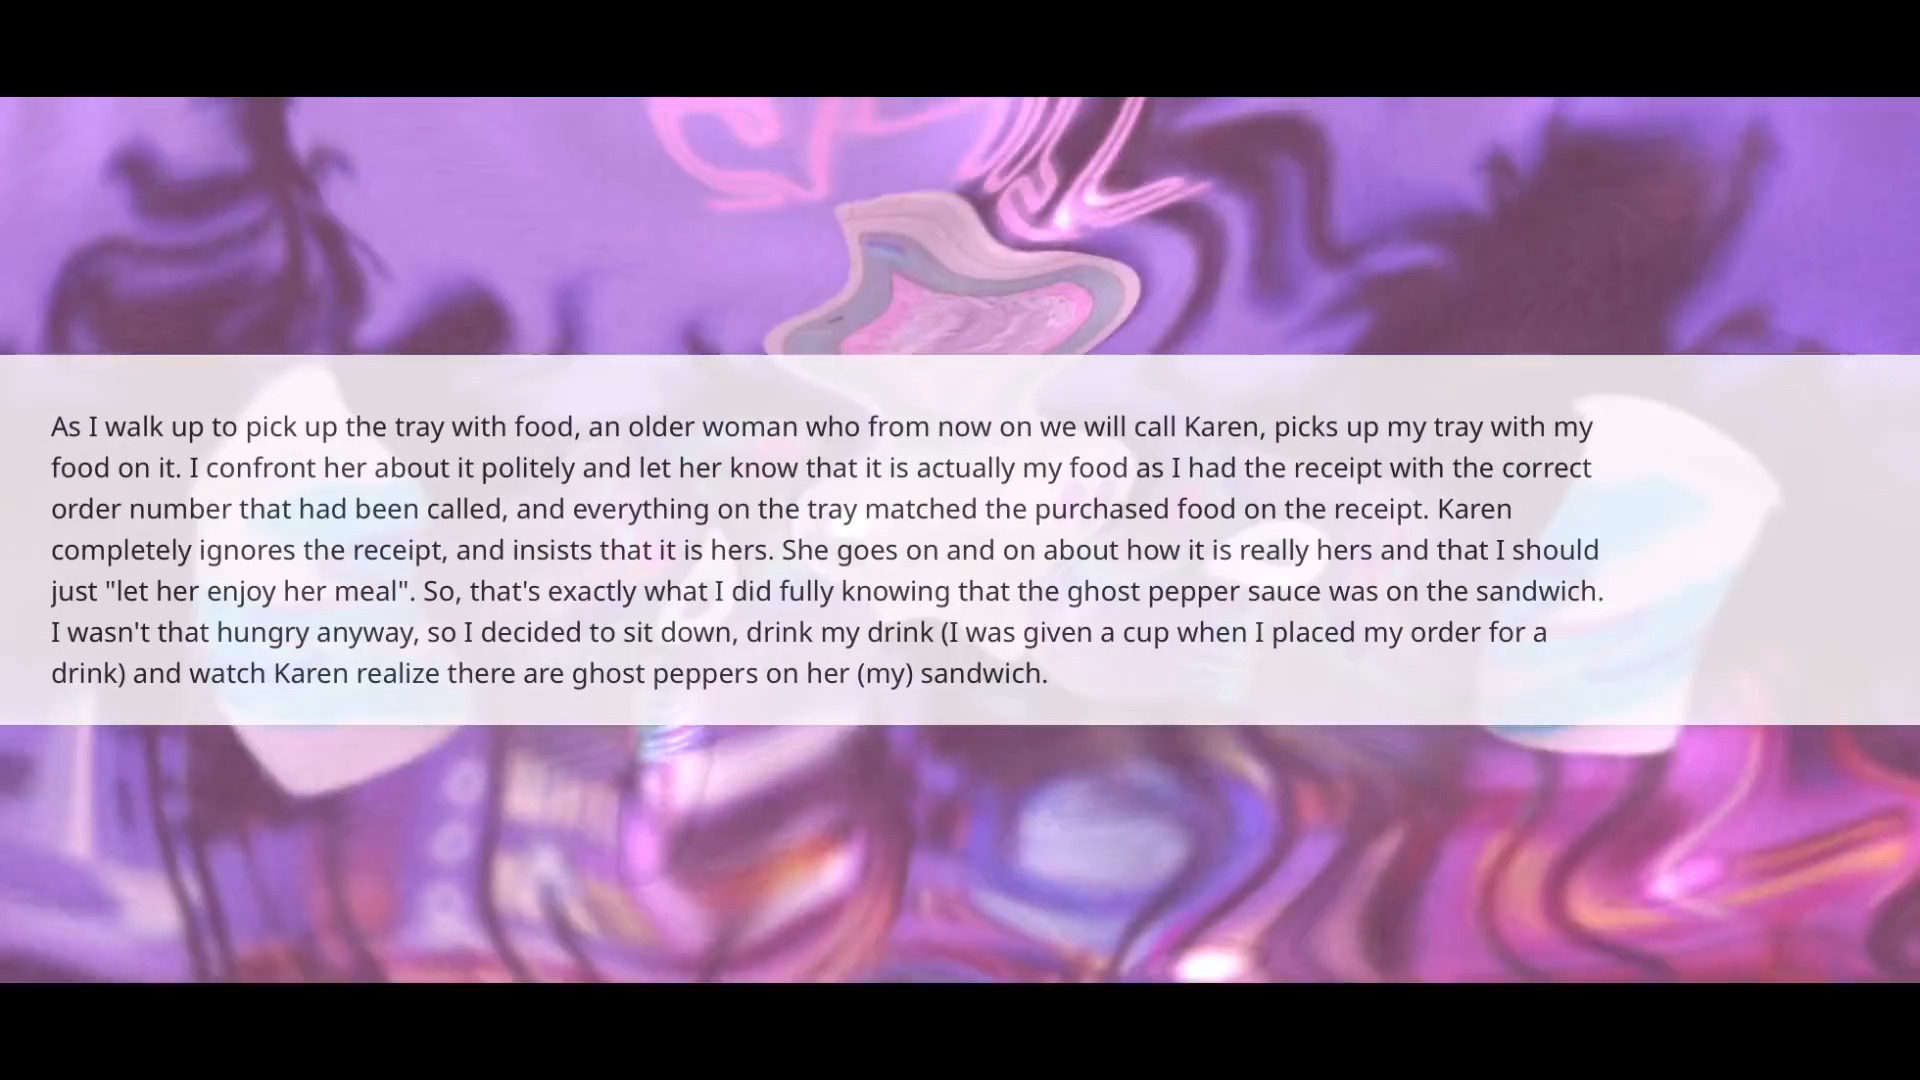 As I walk up to pick up the tray with food, an older woman who from now on we will call Karen, picks up my tray with my
food on it. I confront her about it politely and let her know that it is actually my food as I had the receipt with the correct
order number that had been called, and everything on the tray matched the purchased food on the receipt. Karen
completely ignores the receipt, and insists that it is hers. She goes on and on about how it is really hers and that I should
just "let her enjoy her meal". So, that's exactly what I did fully knowing that the ghost pepper sauce was on the sandwich.
I wasn't that hungry anyway, so I decided to sit down, drink my drink (I was given a cup when I placed my order for a
drink) and watch Karen realize there are ghost peppers on her (my) sandwich.